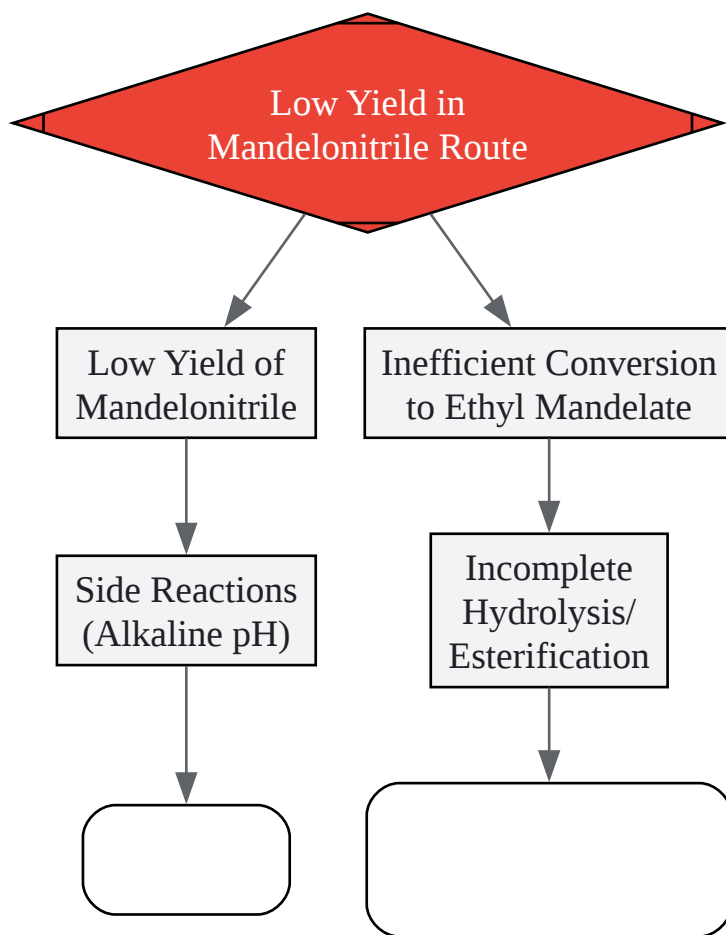 Low Yield in
Mandelonitrile Route
Low Yield of
Mandelonitrile
Inefficient Conversion
to Ethyl Mandelate
Side Reactions
(Alkaline pH)
Incomplete
Hydrolysis/
Esterification